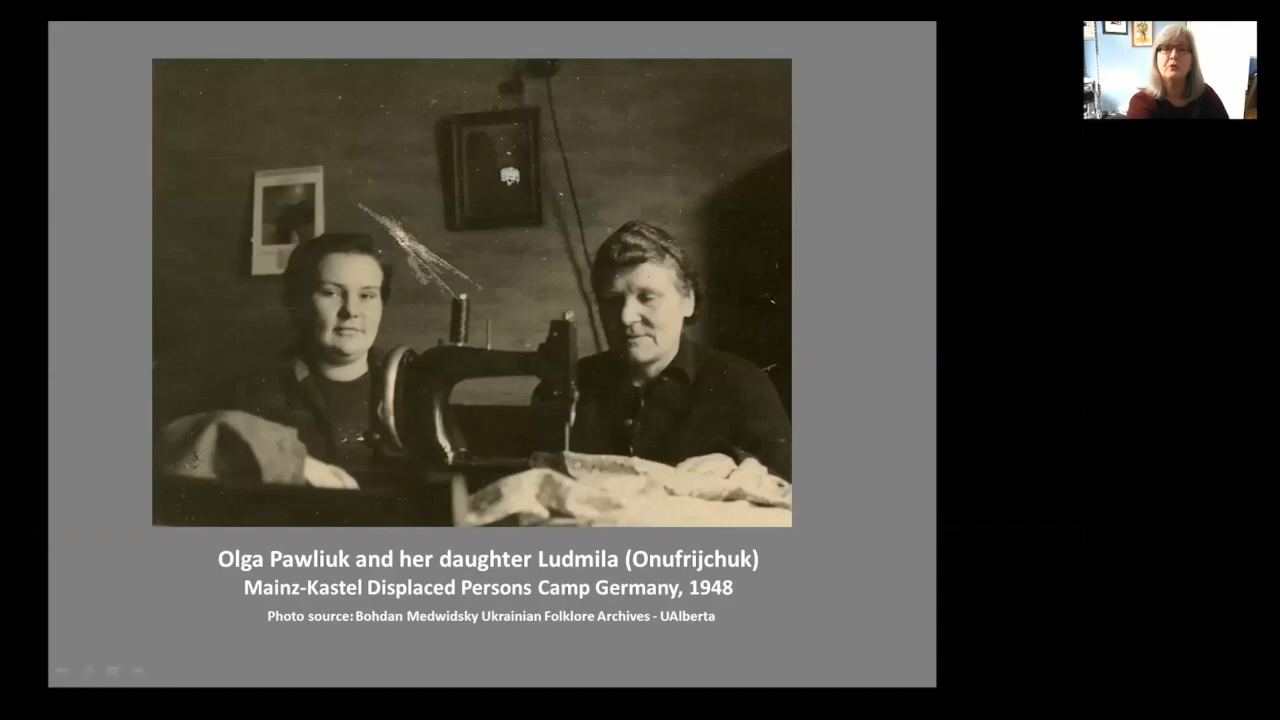 Olga Pawliuk and her daughter Ludmila (Onufrijchuk)
Mainz-Kastel Displaced Persons Camp Germany, 1948
Photo source: Bohdan Medwidsky Ukrainian Folklore Archives - UAlberta